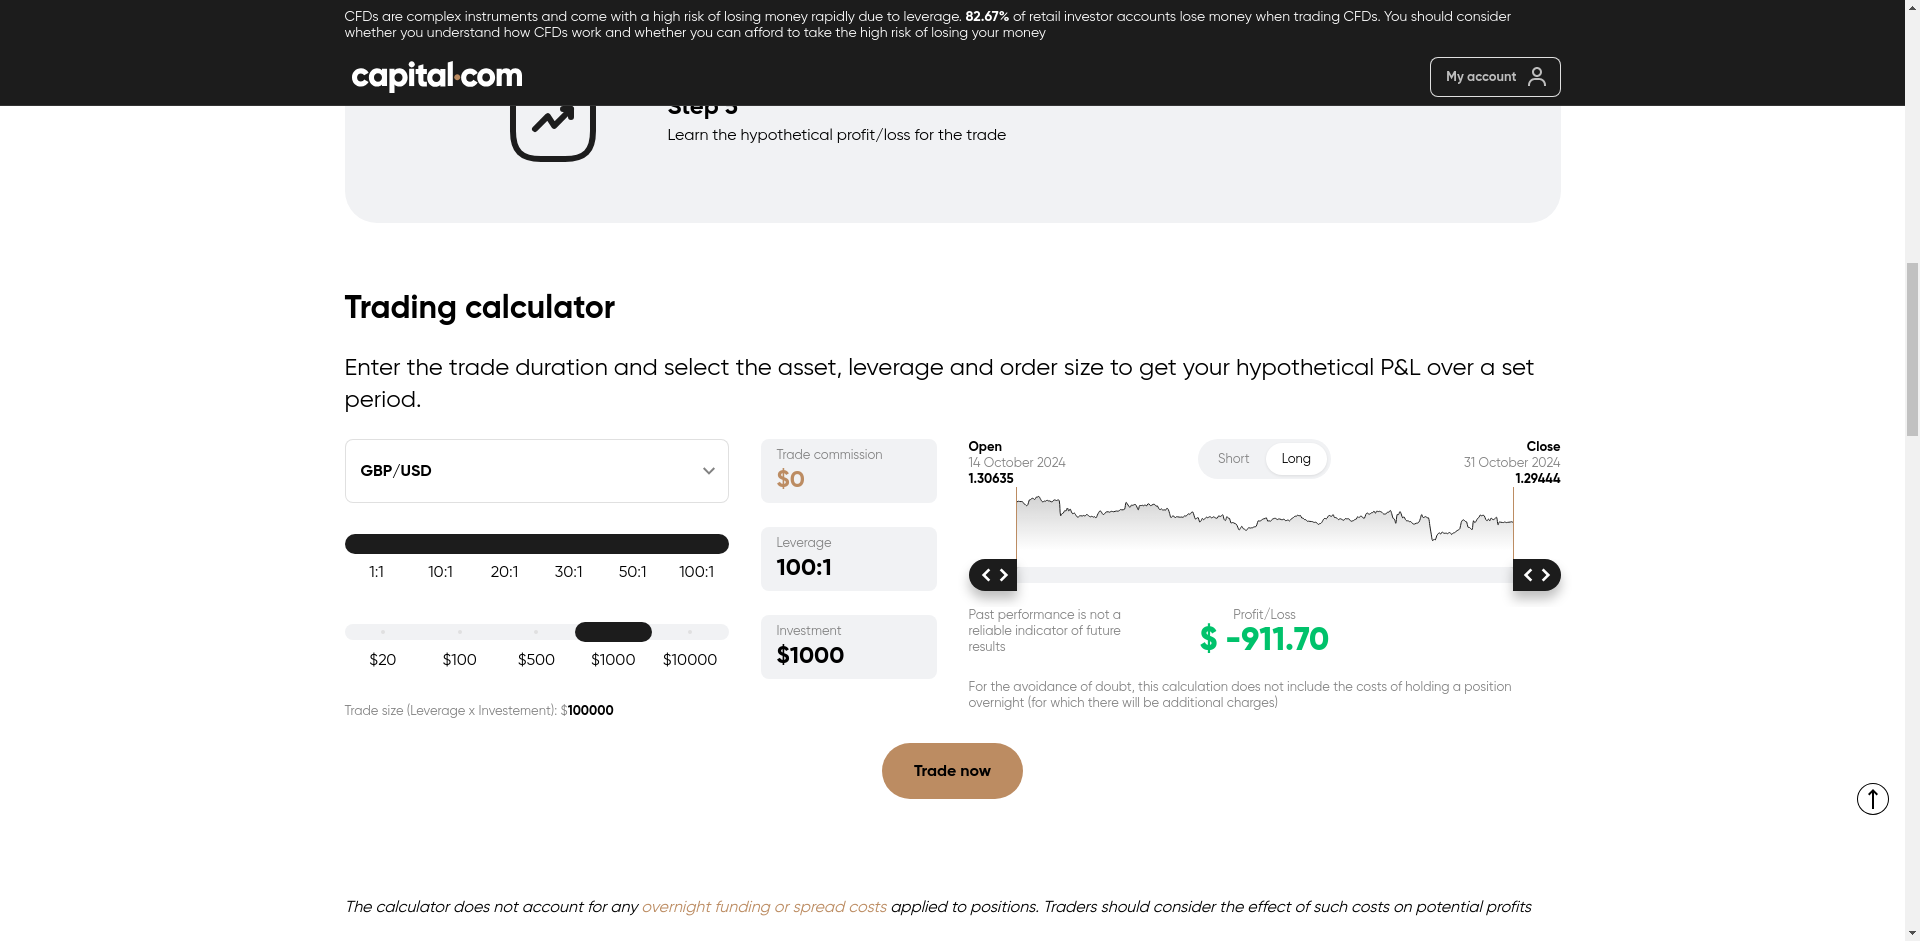 CFDs are complex instruments and come with a high risk of losing money rapidly due to leverage. 82.67% of retail investor accounts lose money when trading CFDs. You should consider
whether you understand how CFDs work and whether you can afford to take the high risk of losing your money
capital.com
My account
Step 3
Learn the hypothetical profit/loss for the trade
Trading calculator
Enter the trade duration and select the asset, leverage and order size to get your hypothetical P&L over a set
period.
GBP/USD
1:1 10:1 20:1 30:1 50:1 100:1
$20 $100 $500 $1000 $10000
Trade size (Leverage x Investement): $100000
Trade commission
$0
Leverage
100:1
Investment
$1000
Open
14 October 2024
1.30635
Short Long
Close
31 October 2024
1.29444
Past performance is not a
reliable indicator of future
results
Profit/Loss
$ -911.70
For the avoidance of doubt, this calculation does not include the costs of holding a position
overnight (for which there will be additional charges)
Trade now
The calculator does not account for any overnight funding or spread costs applied to positions. Traders should consider the effect of such costs on potential profits